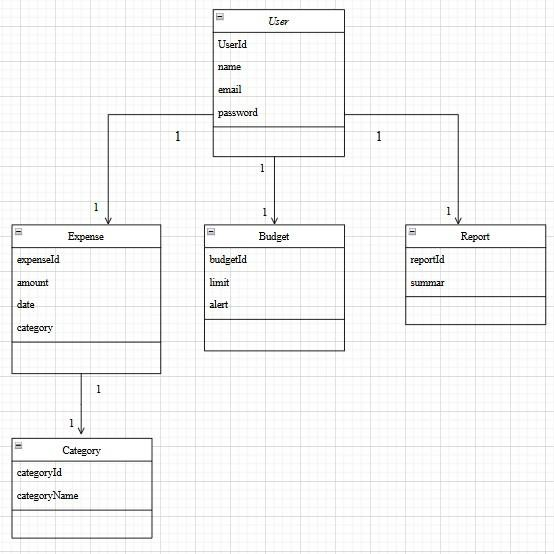 User
UserId
name
email
password
1
1
1
1
1
1
Expense
expenseId
amount
date
category
Budget
budgetId
limit
alert
Report
reportId
summar
1
1
Category
categoryId
categoryName